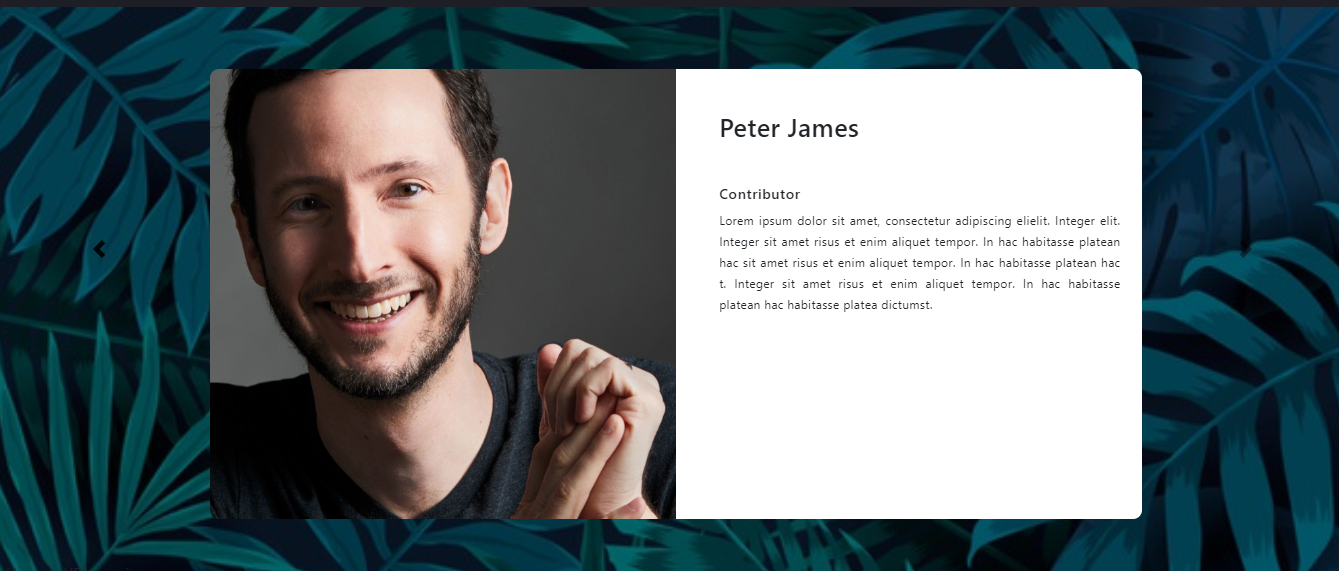 Peter James
Contributor
Lorem ipsum dolor sit amet, consectetur adipiscing elielit. Integer elit.
Integer sit amet risus et enim aliquet tempor. In hac habitasse platean
hac sit amet risus et enim aliquet tempor. In hac habitasse platean hac
t. Integer sit amet risus et enim aliquet tempor. In hac habitasse
platean hac habitasse platea dictumst.